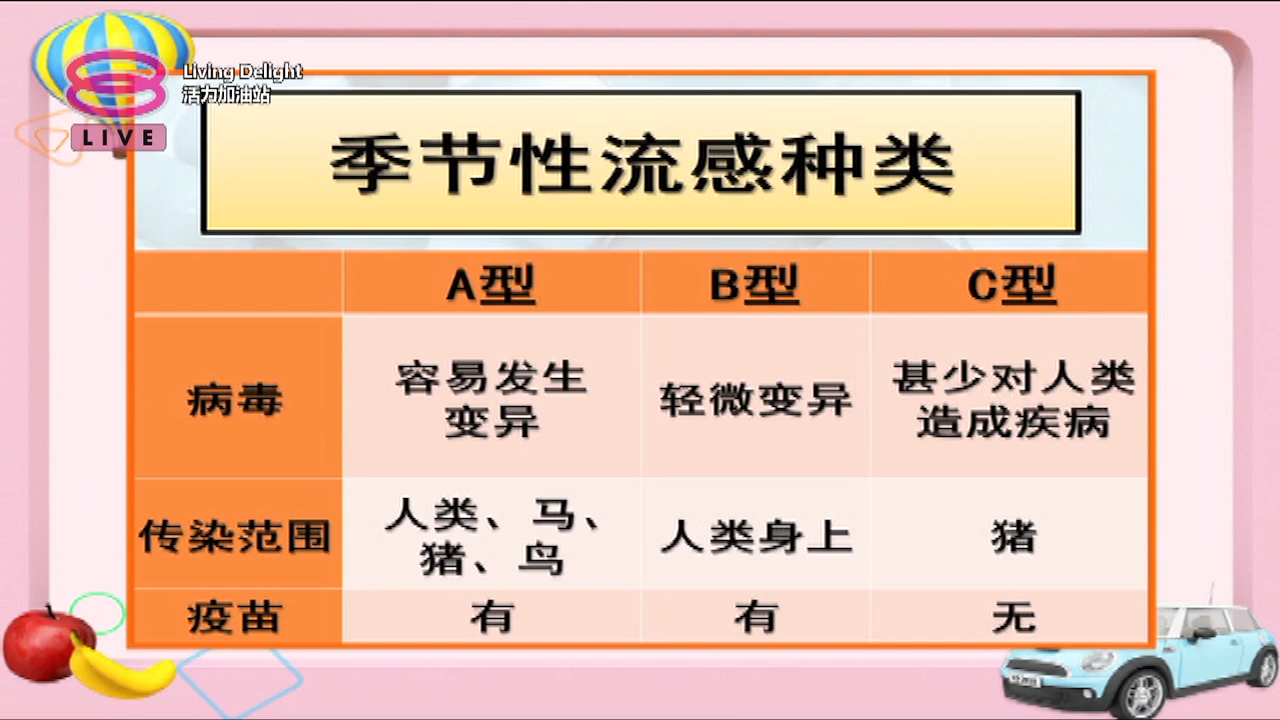 Living Delight
活力加油站
LIVE
季节性流感种类
A型 B型 C型
病毒
容易发生
变异
轻微变异
甚少对人类
造成疾病
传染范围
人类、马、
猪、鸟
人类身上
猪
疫苗 有 有 无